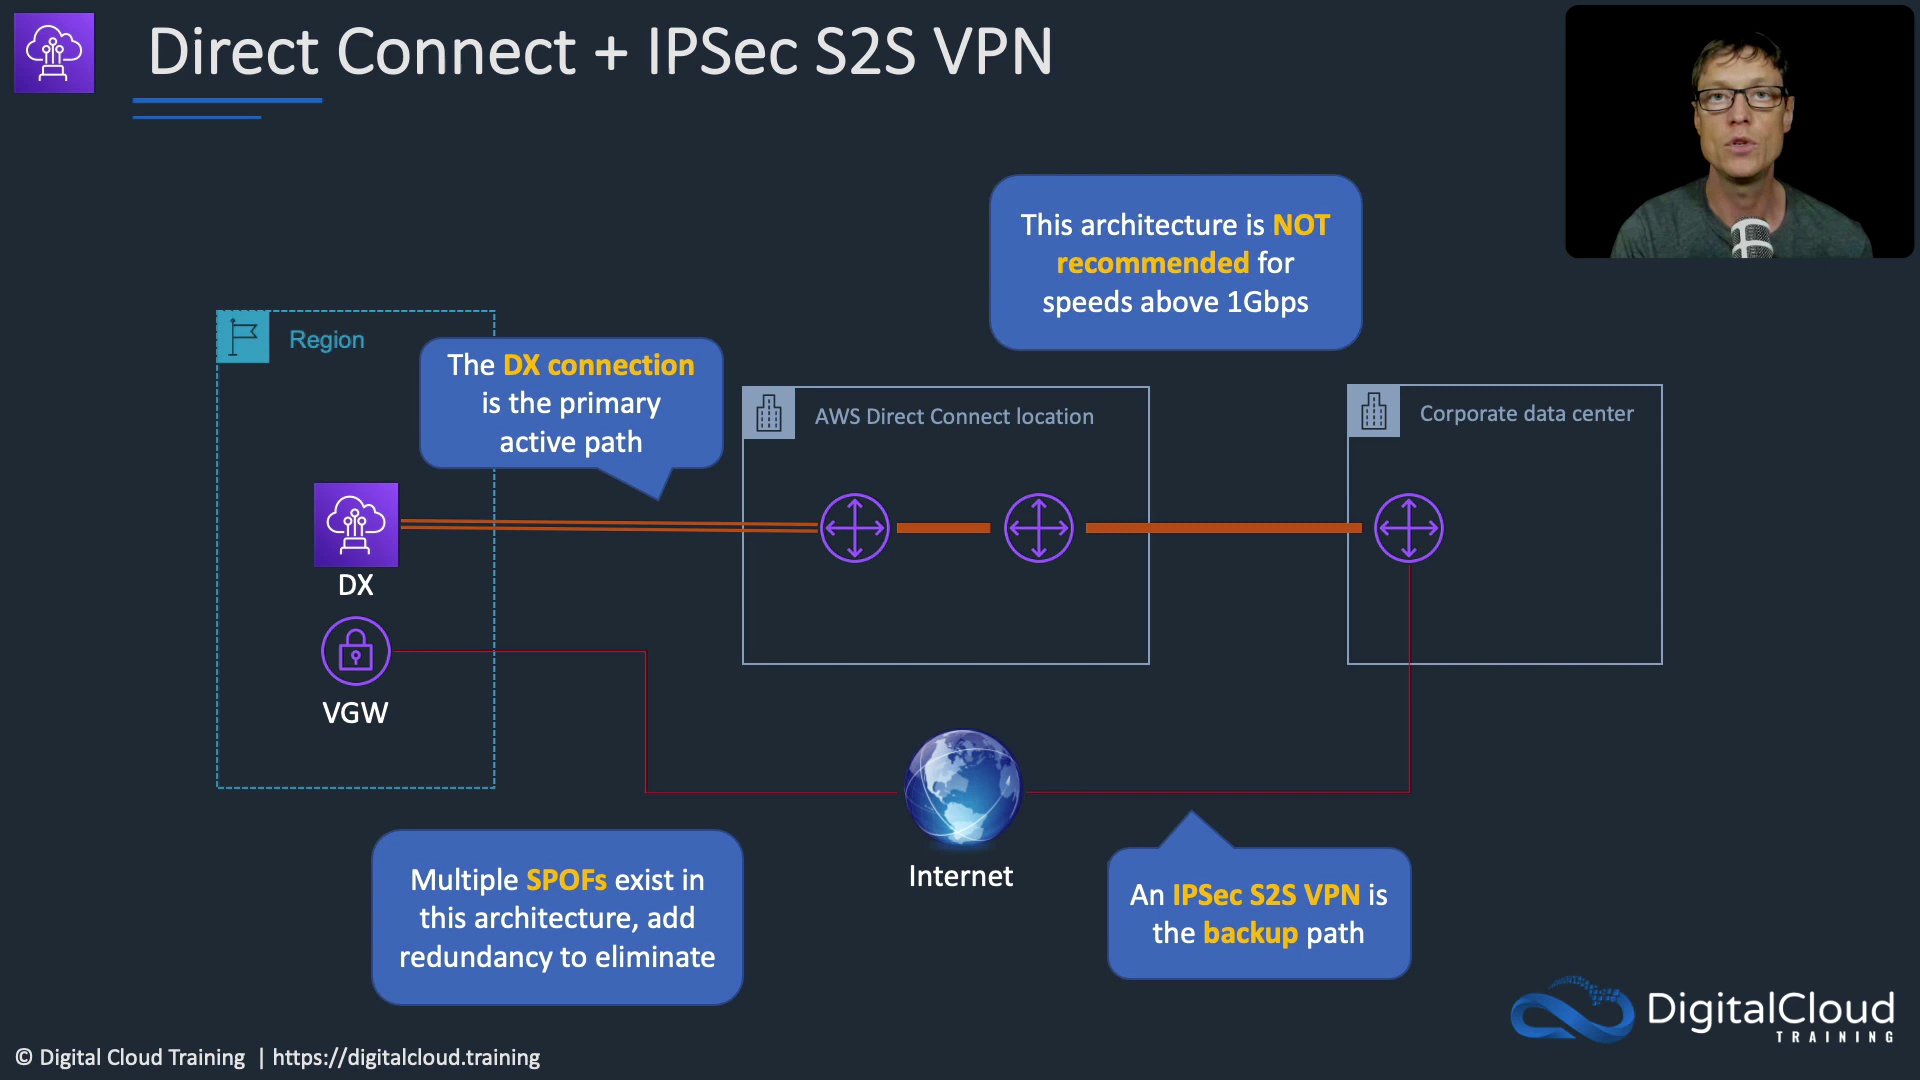 Direct Connect + IPSec S2S VPN
This architecture is NOT
recommended for
speeds above 1Gbps
Region
The DX connection
is the primary
active path
AWS Direct Connect location
Corporate data center
DX
VGW
Internet
Multiple SPOFs exist in
this architecture, add
redundancy to eliminate
An IPSec S2S VPN is
the backup path
DigitalCloud
TRAINING
© Digital Cloud Training | https://digitalcloud.training